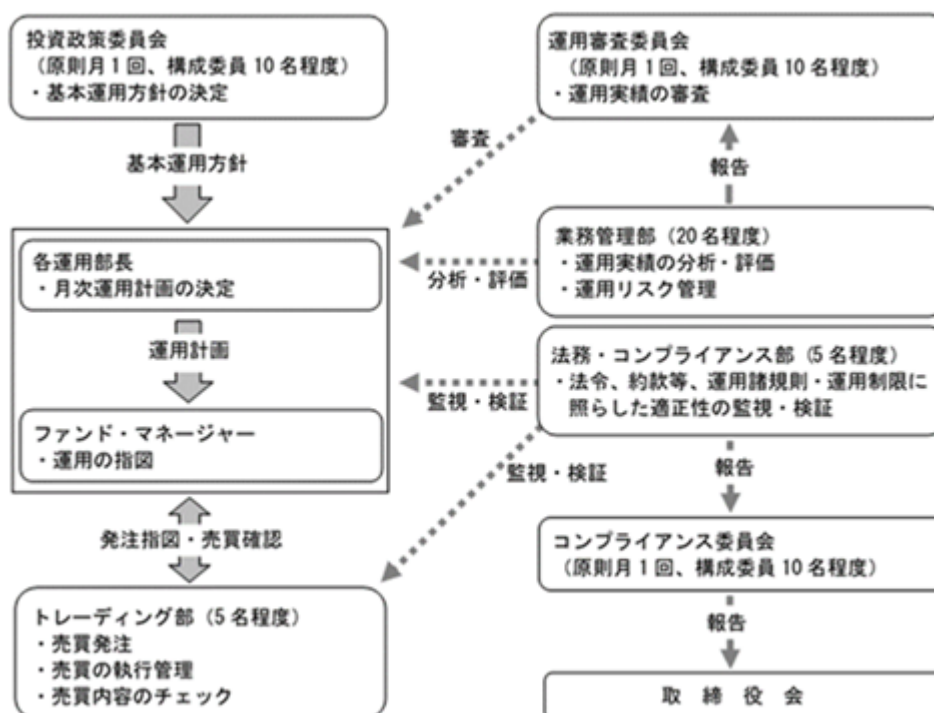 投資政策委員会
（原則月1回、構成委員10名程度）
・基本運用方針の決定
基本運用方針
各運用部長
・月次運用計画の決定
運用計画
ファンド・マネージャー
・運用の指図
発注指図・売買確認
トレーディング部（5名程度）
・売買発注
・売買の執行管理
・売買内容のチェック
運用審査委員会
（原則月1回、構成委員10名程度）
・運用実績の審査
審査
報告
業務管理部（20名程度）
・運用実績の分析・評価
・運用リスク管理
分析・評価
法務・コンプライアンス部（5名程度）
・法令、約款等、運用諸規則・運用制限に
照らした適正性の監視・検証
監視・検証
監視・検証
報告
コンプライアンス委員会
（原則月1回、構成委員10名程度）
報告
取締役会